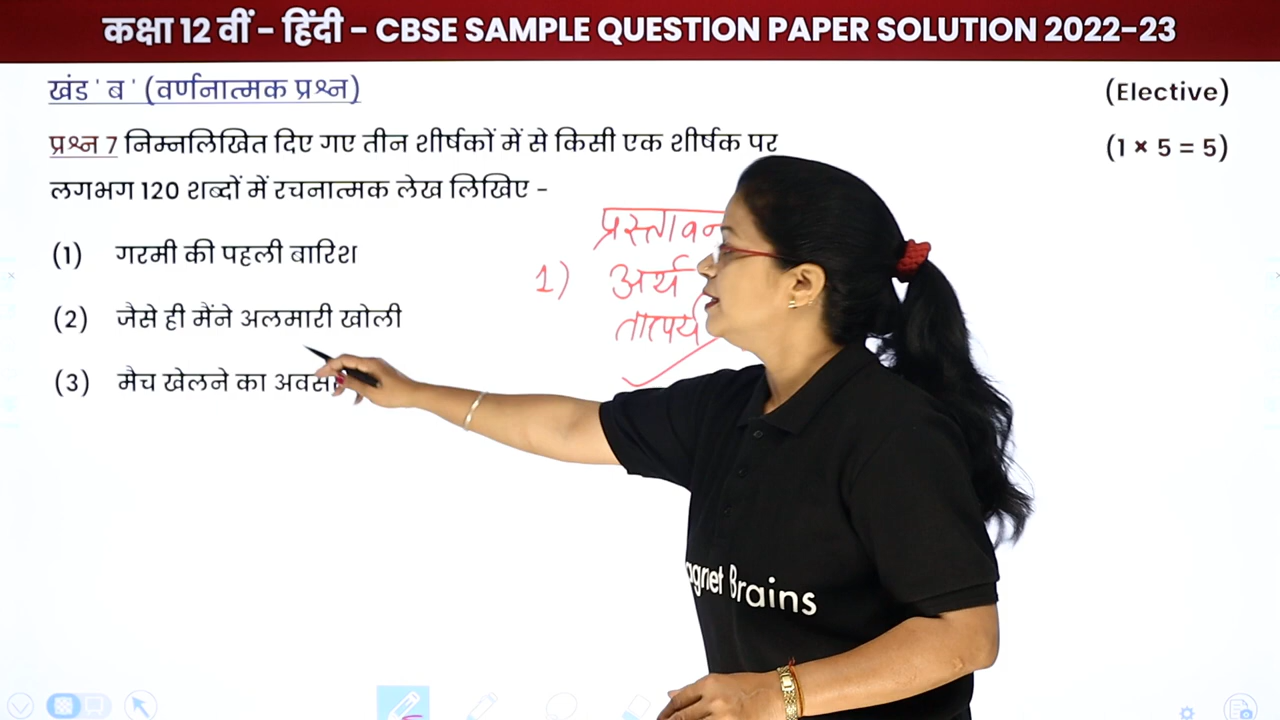 कक्षा 12 वीं – हिंदी – CBSE SAMPLE QUESTION PAPER SOLUTION 2022-23
खंड ' ब ' (वर्णनात्मक प्रश्न) (Elective)
प्रश्न 7 निम्नलिखित दिए गए तीन शीर्षकों में से किसी एक शीर्षक पर (1 × 5 = 5)
लगभग 120 शब्दों में रचनात्मक लेख लिखिए -
(1) गरमी की पहली बारिश
(2) जैसे ही मैंने अलमारी खोली
(3) मैच खेलने का
1) अर्थ
तात्पर्य
Brains